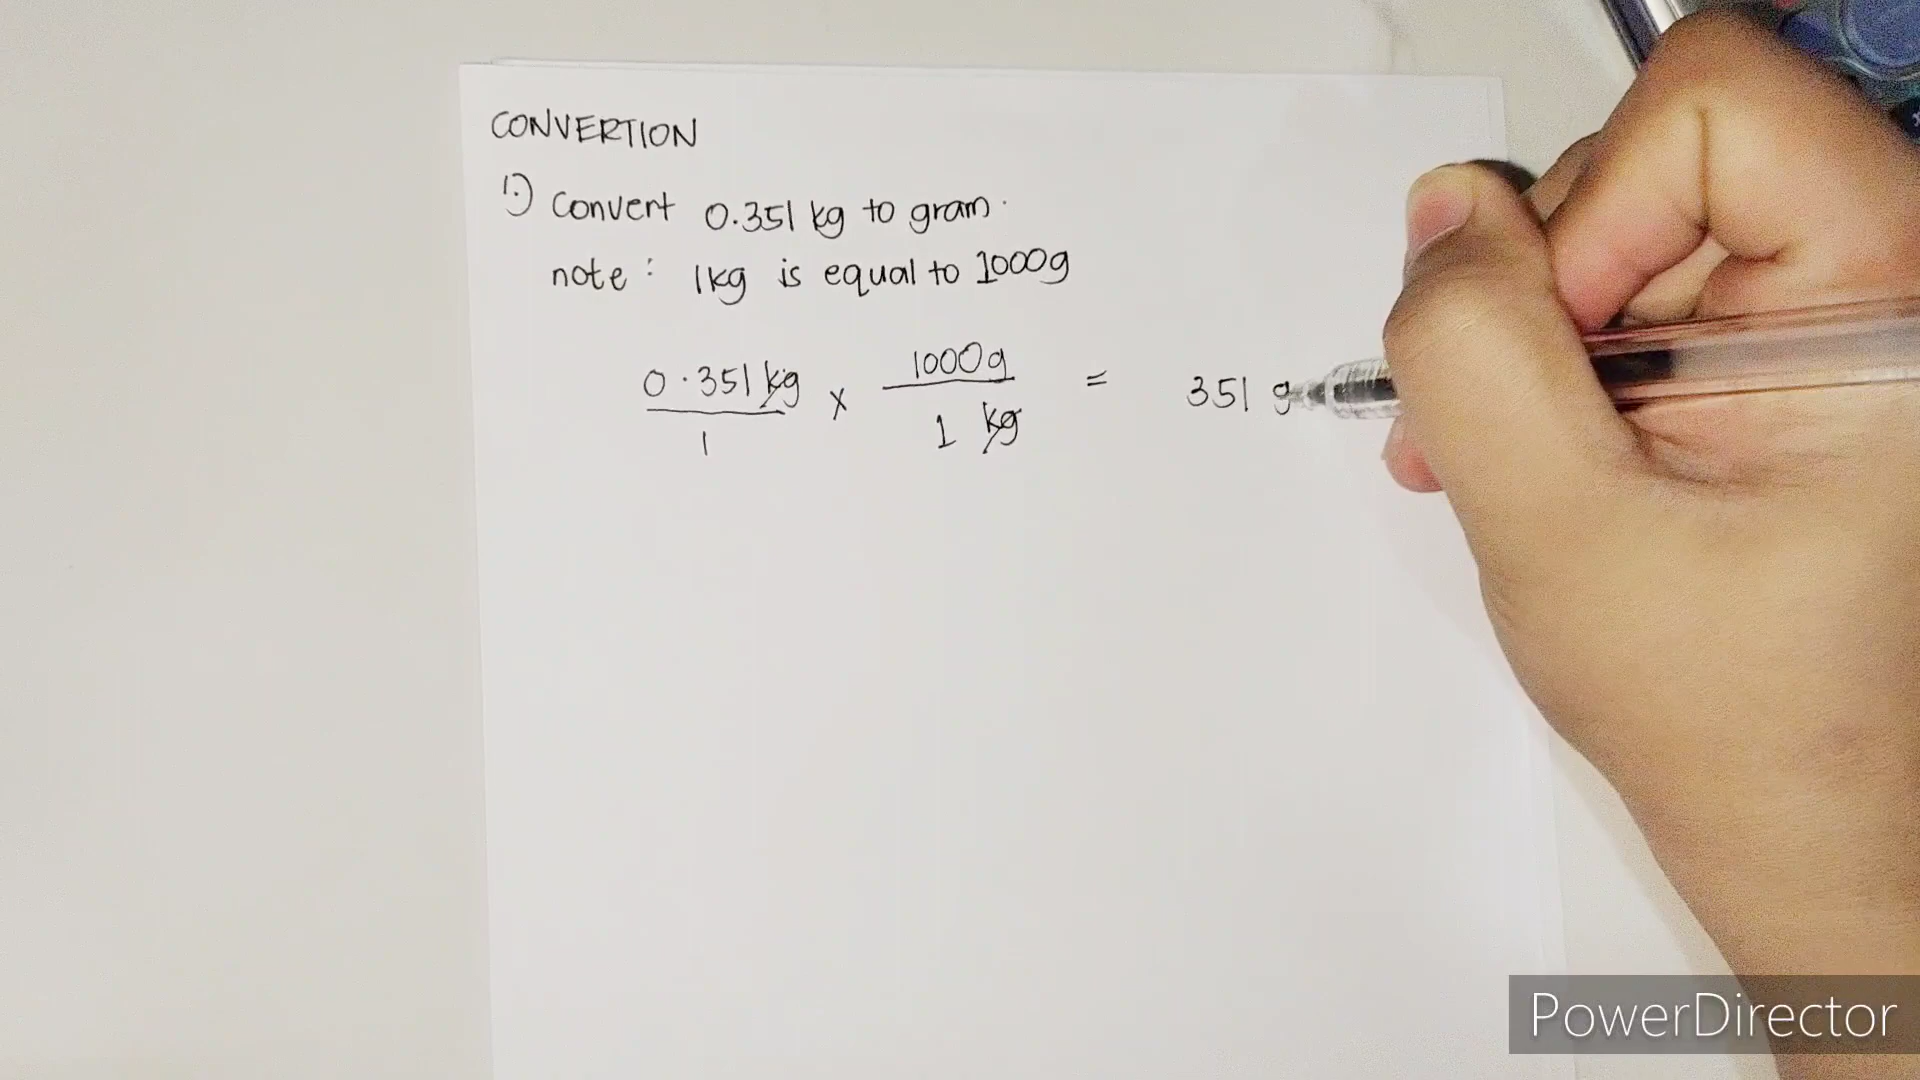 CONVERTION
1.) Convert 0.351 kg to gram.
note : 1kg is equal to 1000g
0.351 kg x 1000g = 351 g
1 1 kg
PowerDirector